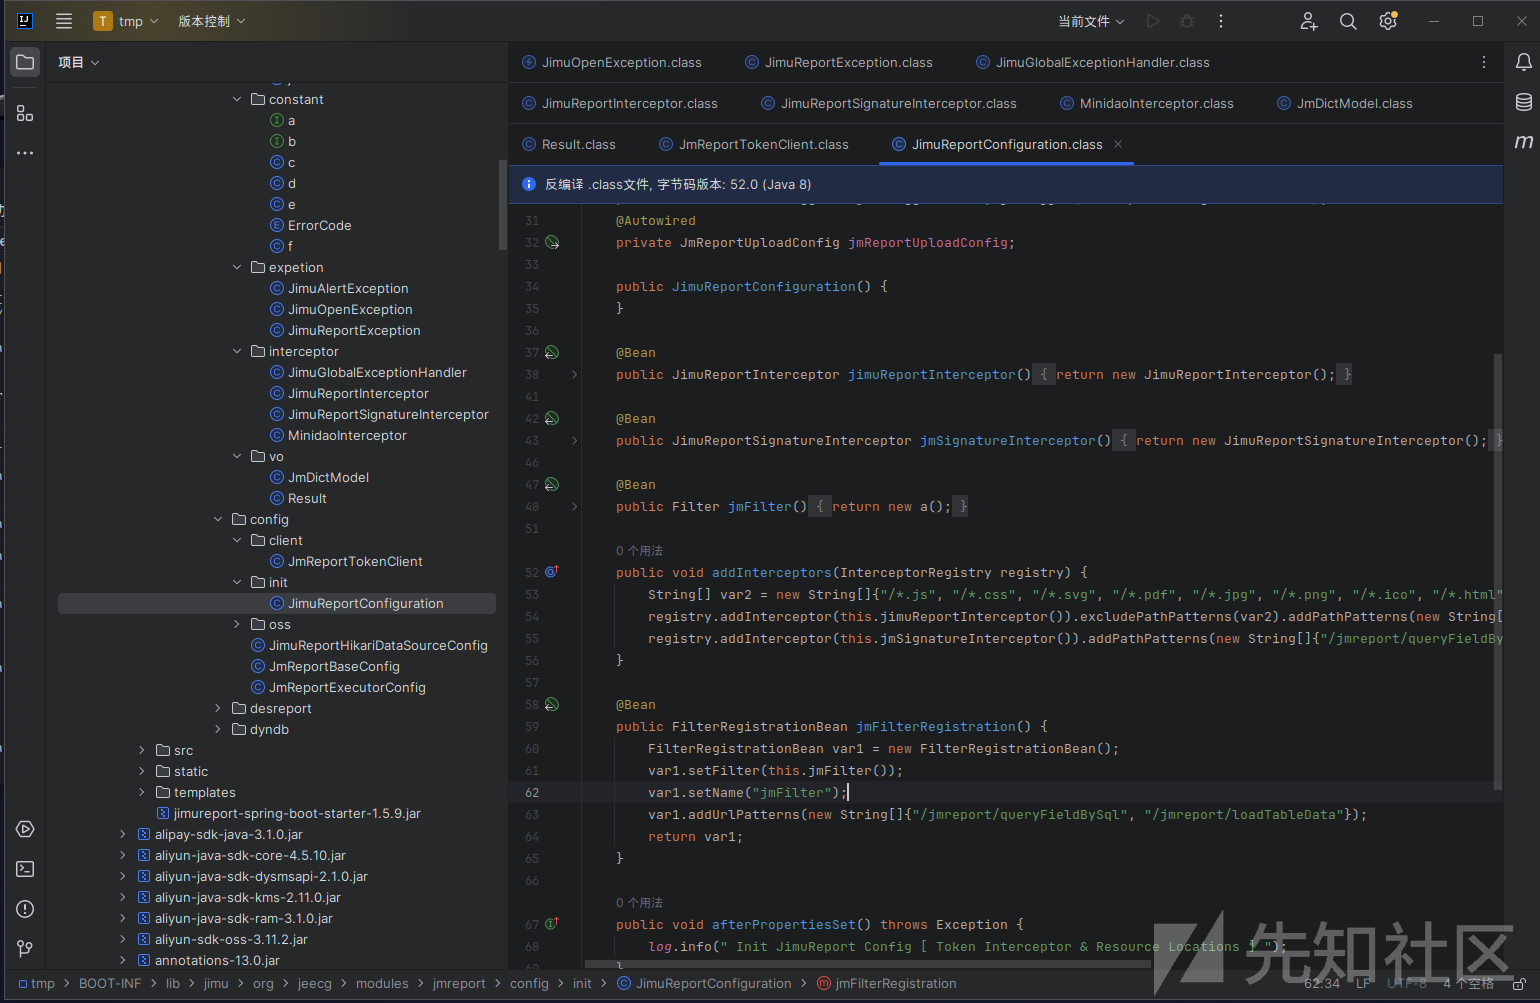 T tmp 版本控制 当前文件
项目
JimuOpenException.class JimuReportException.class JimuGlobalExceptionHandler.class
JimuReportInterceptor.class JimuReportSignatureInterceptor.class MinidaoInterceptor.class JmDictModel.class
Result.class JmReportTokenClient.class JimuReportConfiguration.class
反编译 .class文件, 字节码版本: 52.0 (Java 8)
constant
a
b
c
d
e
ErrorCode
f
expetion
JimuAlertException
JimuOpenException
JimuReportException
interceptor
JimuGlobalExceptionHandler
JimuReportInterceptor
JimuReportSignatureInterceptor
MinidaoInterceptor
vo
JmDictModel
Result
config
client
JmReportTokenClient
init
JimuReportConfiguration
oss
JimuReportHikariDataSourceConfig
JmReportBaseConfig
JmReportExecutorConfig
desreport
dyndb
src
static
templates
jimureport-spring-boot-starter-1.5.9.jar
alipay-sdk-java-3.1.0.jar
aliyun-java-sdk-core-4.5.10.jar
aliyun-java-sdk-dysmsapi-2.1.0.jar
aliyun-java-sdk-kms-2.11.0.jar
aliyun-java-sdk-ram-3.1.0.jar
aliyun-sdk-oss-3.11.2.jar
annotations-13.0.jar
31 @Autowired
32 private JmReportUploadConfig jmReportUploadConfig;
33
34 public JimuReportConfiguration() {
35 }
36
37 @Bean
38 public JimuReportInterceptor jimuReportInterceptor() { return new JimuReportInterceptor(); }
41
42 @Bean
43 public JimuReportSignatureInterceptor jmSignatureInterceptor() { return new JimuReportSignatureInterceptor(); }
46
47 @Bean
48 public Filter jmFilter() { return new a(); }
51
0 个用法
52 public void addInterceptors(InterceptorRegistry registry) {
53 String[] var2 = new String[]{"/*.js", "/*.css", "/*.svg", "/*.pdf", "/*.jpg", "/*.png", "/*.ico", "/*.html"
54 registry.addInterceptor(this.jimuReportInterceptor()).excludePathPatterns(var2).addPathPatterns(new String[
55 registry.addInterceptor(this.jmSignatureInterceptor()).addPathPatterns(new String[]{"/jmreport/queryFieldBy
56 }
57
58 @Bean
59 public FilterRegistrationBean jmFilterRegistration() {
60 FilterRegistrationBean var1 = new FilterRegistrationBean();
61 var1.setFilter(this.jmFilter());
62 var1.setName("jmFilter");
63 var1.addUrlPatterns(new String[]{"/jmreport/queryFieldBySql", "/jmreport/loadTableData"});
64 return var1;
65 }
66
0 个用法
67 public void afterPropertiesSet() throws Exception {
68 log.info(" Init JimuReport Config [ Token Interceptor & Resource Locations ] ");
69 }
先知社区
tmp > BOOT-INF > lib > jimu > org > jeecg > modules > jmreport > config > init > JimuReportConfiguration > jmFilterRegistration 62:34 LF UTF-8 4 个空格